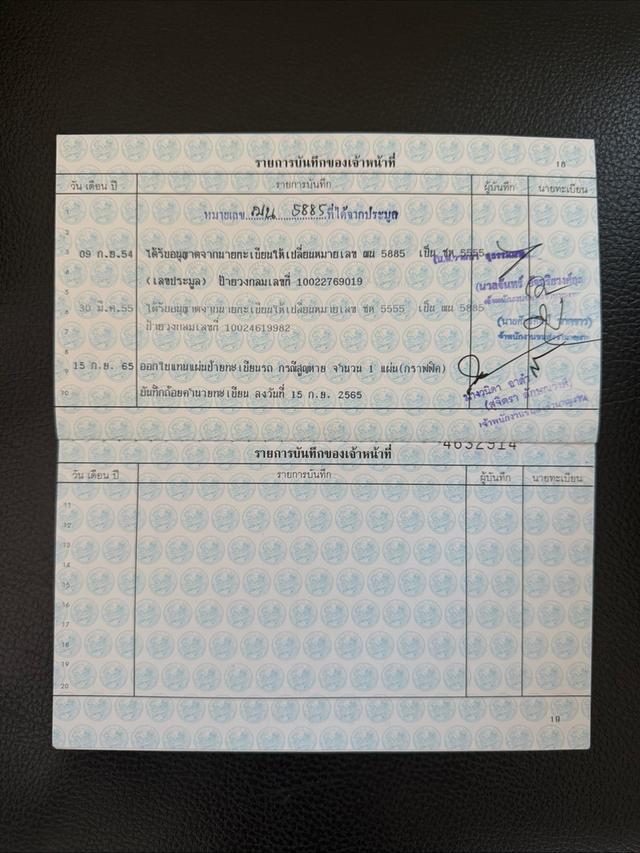 รายการบันทึกของเจ้าหน้าที่ 18
วัน เดือน ปี รายการบันทึก ผู้บันทึก นายทะเบียน
1
หมายเลข 5885 ที่ได้จากประมูล
2
3
09 ก.ย.54 ได้รับอนุญาตจากนายทะเบียนให้เปลี่ยนหมายเลข 5885 เป็น ชต 5555
4
(เลขประมูล) ป้ายวงกลมเลขที่ 10022769019
5
30 มี.ค.55 ได้รับอนุญาตจากนายทะเบียนให้เปลี่ยนหมายเลข ชต 5555 เป็น 5885
ป้ายวงกลมเลขที่ 10024619982
8
15 ก.ย. 65 ออกใบแทนแผ่นป้ายทะเบียนรถ กรณีสูญหาย จำนวน 1 แผ่น(กราฟฟิค)
10
บันทึกถ้อยคำนายทะเบียน ลงวันที่ 15 ก.ย. 2565
4632914
รายการบันทึกของเจ้าหน้าที่
วัน เดือน ปี รายการบันทึก ผู้บันทึก นายทะเบียน
11
12
13
14
15
16
17
18
19
20
19